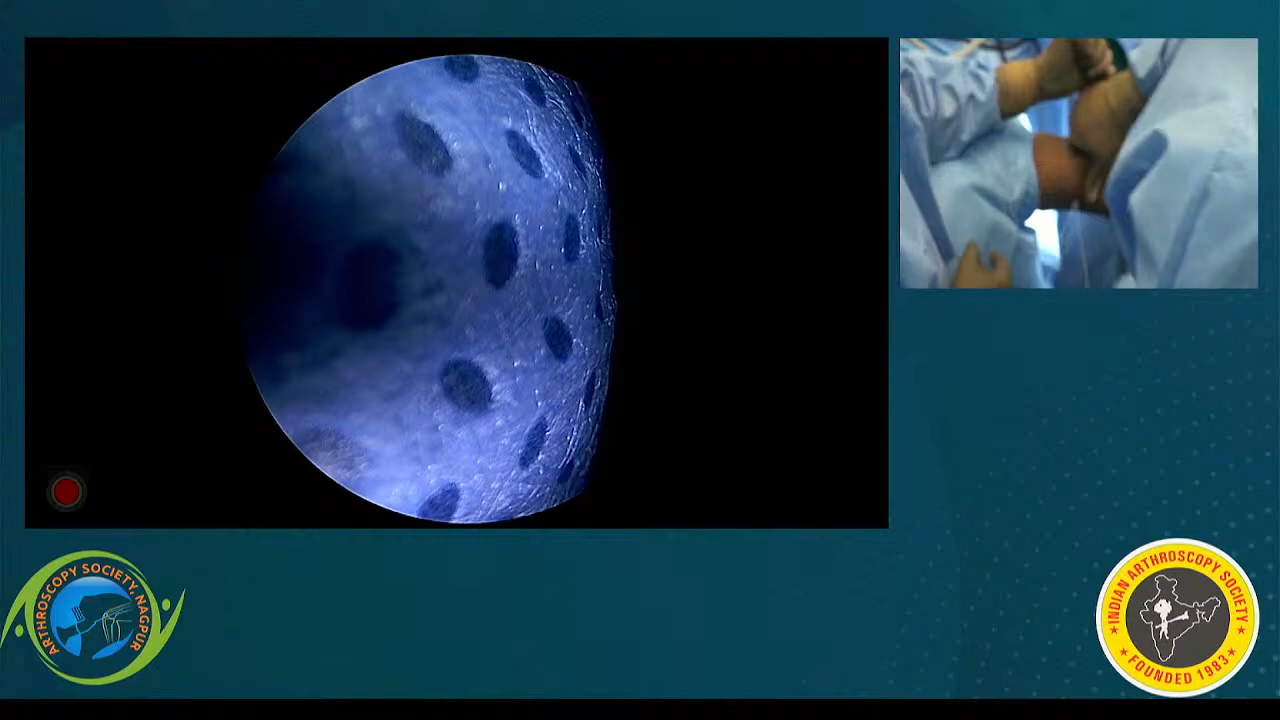 ARTHROSCOPY SOCIETY, NAGPUR
INDIAN ARTHROSCOPY SOCIETY
★ FOUNDED 1983 ★